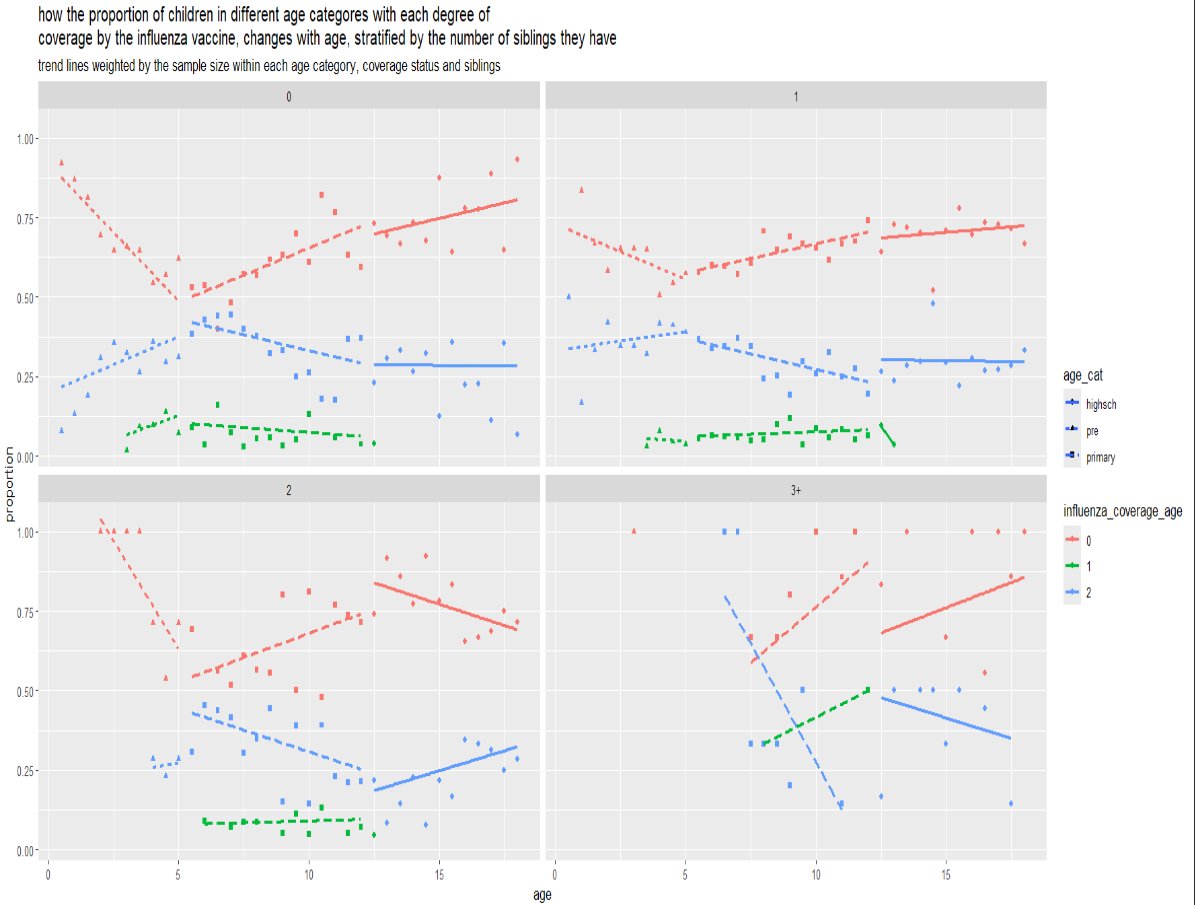 how the proportion of children in different age categores with each degree of
coverage by the influenza vaccine, changes with age, stratified by the number of siblings they have
trend lines weighted by the sample size within each age category, coverage status and siblings
0
1
1.00
0.75
0.50
0.25
0.00
2
3+
1.00
0.75
0.50
0.25
0.00
0 5 10 15
0 5 10 15
age
proportion
age_cat
highsch
pre
primary
influenza_coverage_age
0
1
2